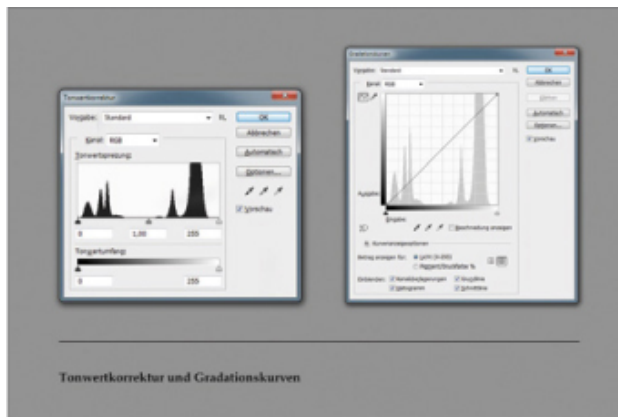 Tonwertkorrektur
Vorgabe: Standard
OK
Abbrechen
Kanal: RGB
Automatisch
Tonwertspreizung:
Optionen...
Vorschau
0 1,00 255
Tonwertumfang:
0 255
Gradationskurven
Vorgabe: Standard
OK
Kanal: RGB
Abbrechen
Automatisch
Optionen...
Vorschau
Ausgabe:
Eingabe:
Beschneidung anzeigen
Betrag anzeigen für: Licht (0-255)
Pigment/Druckfarbe %
Einblenden: Kanalüberlagerungen Grundlinie
Histogramm Schnittlinie
Tonwertkorrektur und Gradationskurven